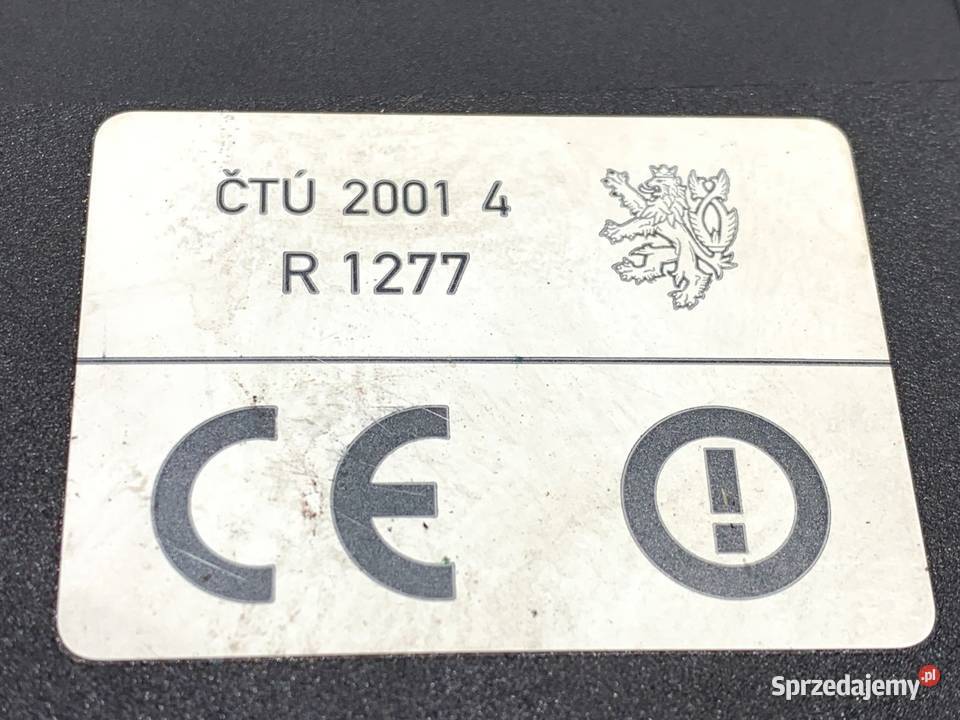 ČTÚ 2001 4
R 1277
CE
Sprzedajemy.pl